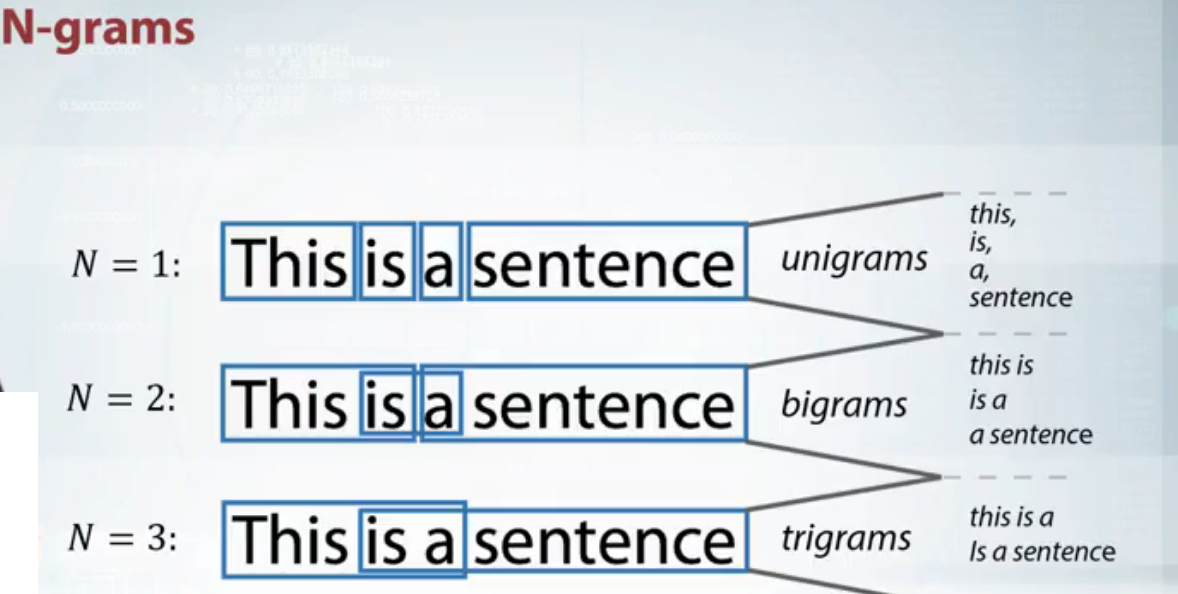 N-grams
N = 1:
This is a sentence
unigrams
this,
is,
a,
sentence
N = 2:
This is a sentence
bigrams
this is
is a
a sentence
N = 3:
This is a sentence
trigrams
this is a
Is a sentence